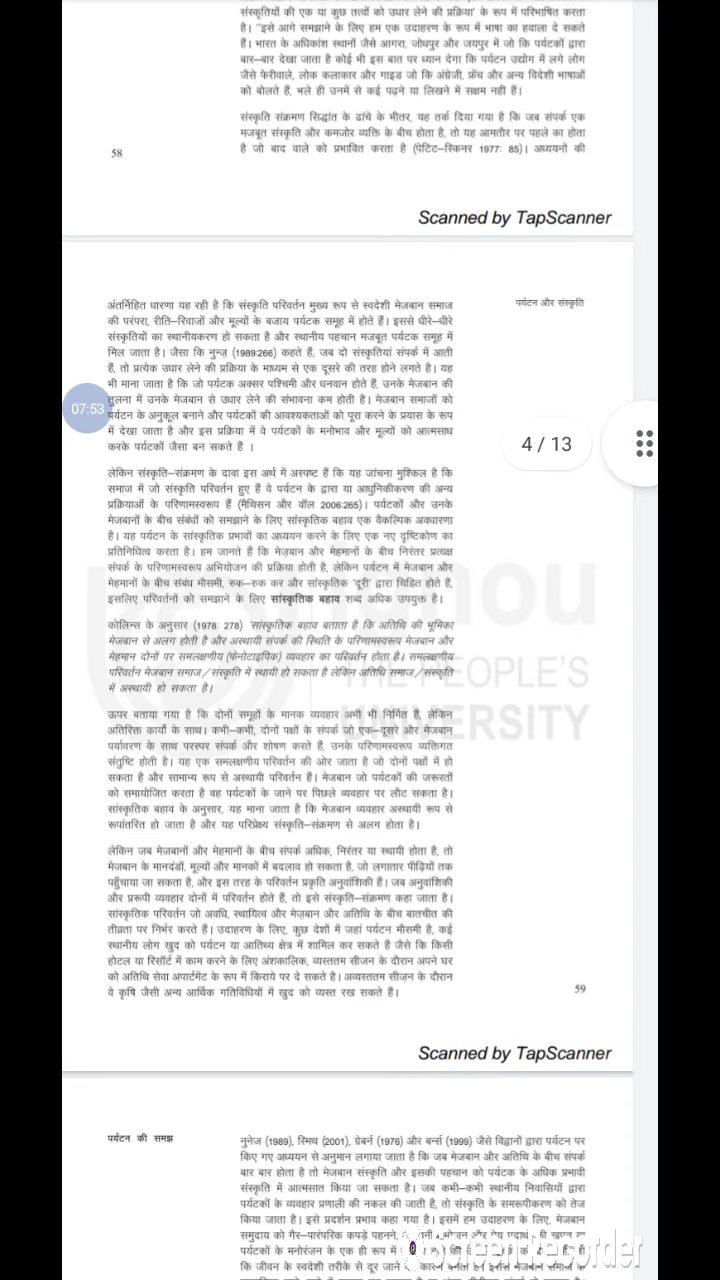 संस्कृतियों की एक या कुछ तत्वों को उधार लेने की प्रक्रिया' के रूप में परिभाषित करता
है। "इसे आगे समझाने के लिए हम एक उदाहरण के रूप में भाषा का हवाला दे सकते
हैं। भारत के अधिकांश स्थानों जैसे आगरा, जोधपुर और जयपुर में जो कि पर्यटकों द्वारा
बार–बार देखा जाता है कोई भी इस बात पर ध्यान देगा कि पर्यटन उद्योग में लगे लोग
जैसे फेरीवाले, लोक कलाकार और गाइड जो कि अंग्रेजी, फ्रेंच और अन्य विदेशी भाषाओं
को बोलते हैं, भले ही उनमें से कई पढ़ने या लिखने में सक्षम नहीं हैं।
संस्कृति संक्रमण सिद्धांत के ढांचे के भीतर, यह तर्क दिया गया है कि जब संपर्क एक
मजबूत संस्कृति और कमजोर व्यक्ति के बीच होता है, तो यह आमतौर पर पहले का होता
है जो बाद वाले को प्रभावित करता है (पेटिट–स्किनर 1977: 85)। अध्ययनों की
58
Scanned by TapScanner
पर्यटन और संस्कृति
अंतर्निहित धारणा यह रही है कि संस्कृति परिवर्तन मुख्य रूप से स्वदेशी मेजबान समाज
की परंपरा, रीति–रिवाजों और मूल्यों के बजाय पर्यटक समूह में होते हैं। इससे धीरे–धीरे
संस्कृतियों का स्थानीयकरण हो सकता है और स्थानीय पहचान मजबूत पर्यटक समूह में
मिल जाता है। जैसा कि नुन्ज़ (1989:266) कहते हैं, जब दो संस्कृतियां संपर्क में आती
हैं, तो प्रत्येक उधार लेने की प्रक्रिया के माध्यम से एक दूसरे की तरह होने लगते है। यह
भी माना जाता है कि जो पर्यटक अक्सर पश्चिमी और धनवान होते हैं, उनके मेजबान की
तुलना में उनके मेजबान से उधार लेने की संभावना कम होती है। मेजबान समाजों को
पर्यटन के अनुकूल बनाने और पर्यटकों की आवश्यकताओं को पूरा करने के प्रयास के रूप
में देखा जाता है और इस प्रक्रिया में वे पर्यटकों के मनोभाव और मूल्यों को आत्मसाध
करके पर्यटकों जैसा बन सकते हैं ।
07:53
4 / 13
लेकिन संस्कृति–संक्रमण के दावा इस अर्थ में अस्पष्ट हैं कि यह जांचना मुश्किल है कि
समाज में जो संस्कृति परिवर्तन हुए हैं वे पर्यटन के द्वारा या आधुनिकीकरण की अन्य
प्रक्रियाओं के परिणामस्वरूप हैं (मैथिसन और वॉल 2006:265)। पर्यटकों और उनके
मेजबानों के बीच संबंधों को समझाने के लिए सांस्कृतिक बहाव एक वैकल्पिक अवधारणा
है। यह पर्यटन के सांस्कृतिक प्रभावों का अध्ययन करने के लिए एक नए दृष्टिकोण का
प्रतिनिधित्व करता है। हम जानते हैं कि मेज़बान और मेहमानों के बीच निरंतर प्रत्यक्ष
संपर्क के परिणामस्वरूप अभियोजन की प्रक्रिया होती है, लेकिन पर्यटन में मेजबान और
मेहमानों के बीच संबंध मौसमी, रुक–रुक कर और सांस्कृतिक 'दूरी' द्वारा चिह्नित होते हैं,
इसलिए परिवर्तनों को समझाने के लिए सांस्कृतिक बहाव शब्द अधिक उपयुक्त है।
कोलिन्स के अनुसार (1978: 278) 'सांस्कृतिक बहाव बताता है कि अतिथि की भूमिका
मेजबान से अलग होती है और अस्थायी संपर्क की स्थिति के परिणामस्वरूप मेजबान और
मेहमान दोनों पर समलक्षणीय (फेनोटाइपिक) व्यवहार का परिवर्तन होता है। समलक्षणीय
परिवर्तन मेजबान समाज/संस्कृति में स्थायी हो सकता है लेकिन अतिथि समाज/संस्कृति
में अस्थायी हो सकता है।
ignou
THE PEOPLE'S
UNIVERSITY
ऊपर बताया गया है कि दोनों समूहों के मानक व्यवहार अभी भी निर्मित हैं, लेकिन
अतिरिक्त कार्यों के साथ। कभी–कभी, दोनों पक्षों के संपर्क जो एक–दूसरे और मेजबान
पर्यावरण के साथ परस्पर संपर्क और शोषण करते हैं, उनके परिणामस्वरूप व्यक्तिगत
संतुष्टि होती है। यह एक समलक्षणीय परिवर्तन की ओर जाता है जो दोनों पक्षों में हो
सकता है और सामान्य रूप से अस्थायी परिवर्तन हैं। मेजबान जो पर्यटकों की जरूरतों
को समायोजित करता है वह पर्यटकों के जाने पर पिछले व्यवहार पर लौट सकता है।
सांस्कृतिक बहाव के अनुसार, यह माना जाता है कि मेजबान व्यवहार अस्थायी रूप से
रूपांतरित हो जाता है और यह परिप्रेक्ष्य संस्कृति–संक्रमण से अलग होता है।
लेकिन जब मेजबानों और मेहमानों के बीच संपर्क अधिक, निरंतर या स्थायी होता है, तो
मेजबान के मानदंडों, मूल्यों और मानकों में बदलाव हो सकता है, जो लगातार पीढ़ियों तक
पहुँचाया जा सकता है, और इस तरह के परिवर्तन प्रकृति अनुवांशिकी हैं। जब अनुवांशिकी
और प्ररूपी व्यवहार दोनों में परिवर्तन होते हैं, तो इसे संस्कृति–संक्रमण कहा जाता है।
सांस्कृतिक परिवर्तन जो अवधि, स्थायित्व और मेज़बान और अतिथि के बीच बातचीत की
तीव्रता पर निर्भर करते हैं। उदाहरण के लिए, कुछ देशों में जहां पर्यटन मौसमी है, कई
स्थानीय लोग खुद को पर्यटन या आतिथ्य क्षेत्र में शामिल कर सकते हैं जैसे कि किसी
होटल या रिसॉर्ट में काम करने के लिए अंशकालिक, व्यस्ततम सीजन के दौरान अपने घर
को अतिथि सेवा अपार्टमेंट के रूप में किराये पर दे सकते है। अव्यस्ततम सीज़न के दौरान
वे कृषि जैसी अन्य आर्थिक गतिविधियों में खुद को व्यस्त रख सकते हैं।
59
Scanned by TapScanner
पर्यटन की समझ
नुनेज (1989), स्मिथ (2001), ग्रेबर्न (1976) और बर्न्स (1999) जैसे विद्वानों द्वारा पर्यटन पर
किए गए अध्ययन से अनुमान लगाया जाता है कि जब मेजबान और अतिथि के बीच संपर्क
बार बार होता है तो मेजबान संस्कृति और इसकी पहचान को पर्यटक के अधिक प्रभावी
संस्कृति में आत्मसात किया जा सकता है। जब कभी–कभी स्थानीय निवासियों द्वारा
पर्यटकों के व्यवहार प्रणाली की नकल की जाती है, तो संस्कृति के समरूपीकरण को तेज
किया जाता है। इसे प्रदर्शन प्रभाव कहा गया है। इसमें हम उदाहरण के लिए, मेजबान
समुदाय को गैर–पारंपरिक कपड़े पहनने,
पर्यटकों के मनोरंजन के एक ही रूप में
कि जीवन के स्वदेशी तरीके से दूर जाने
Screen Recorder